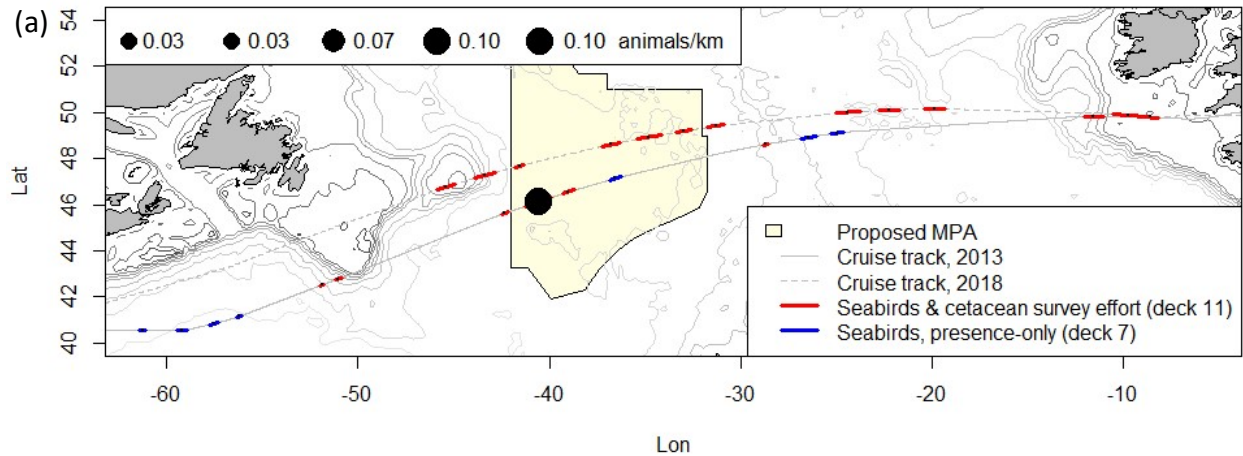 (a)
0.03 0.03 0.07 0.10 0.10 animals/km
54
52
50
48
46
44
42
40
Lat
Proposed MPA
Cruise track, 2013
Cruise track, 2018
Seabirds & cetacean survey effort (deck 11)
Seabirds, presence-only (deck 7)
-60 -50 -40 -30 -20 -10
Lon